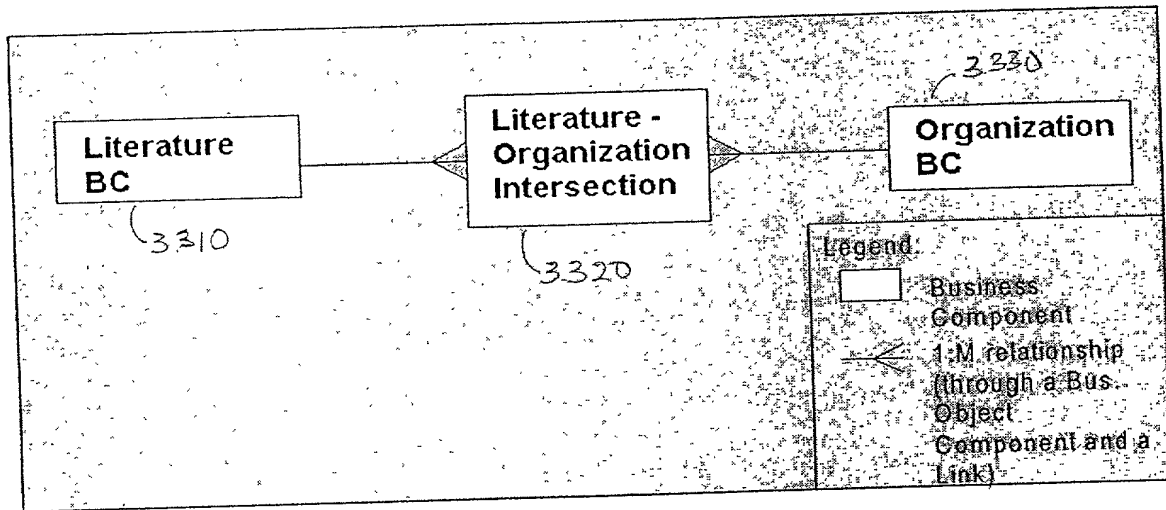 3330
Literature
BC
Literature -
Organization
Intersection
Organization
BC
3310
3320
Legend:
Business
Component
1:M relationship
(through a Bus.
Object
Component and a
Link)